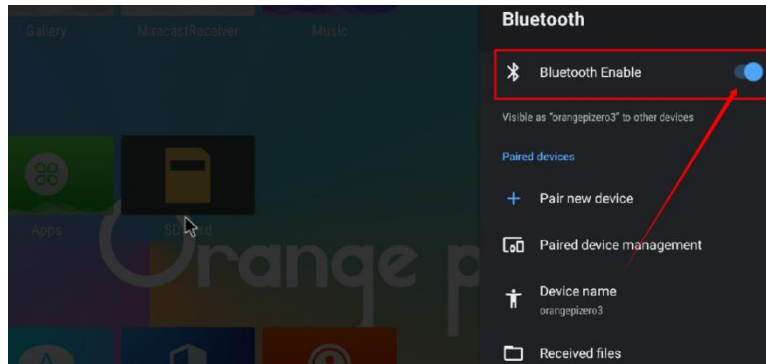 Gallery
MiracastReceiver
Music
Apps
SD Card
Orange p
Bluetooth
Bluetooth Enable
Visible as "orangepizero3" to other devices
Paired devices
Pair new device
Paired device management
Device name
orangepizero3
Received files